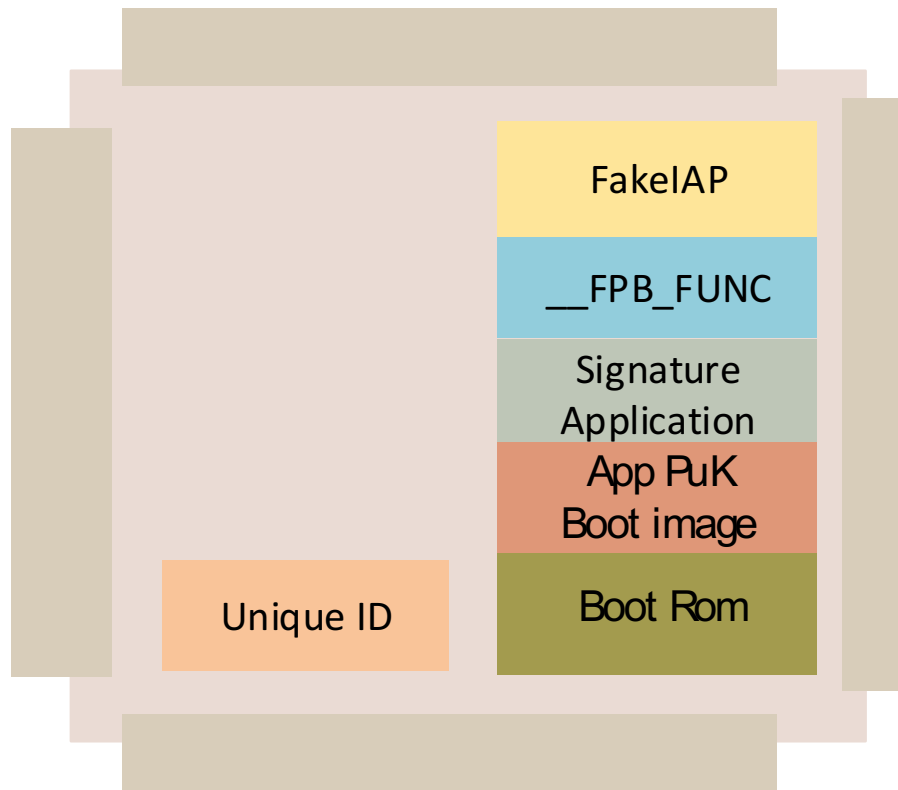 FakeIAP
__FPB_FUNC
Signature
Application
App PuK
Boot image
Unique ID
Boot Rom